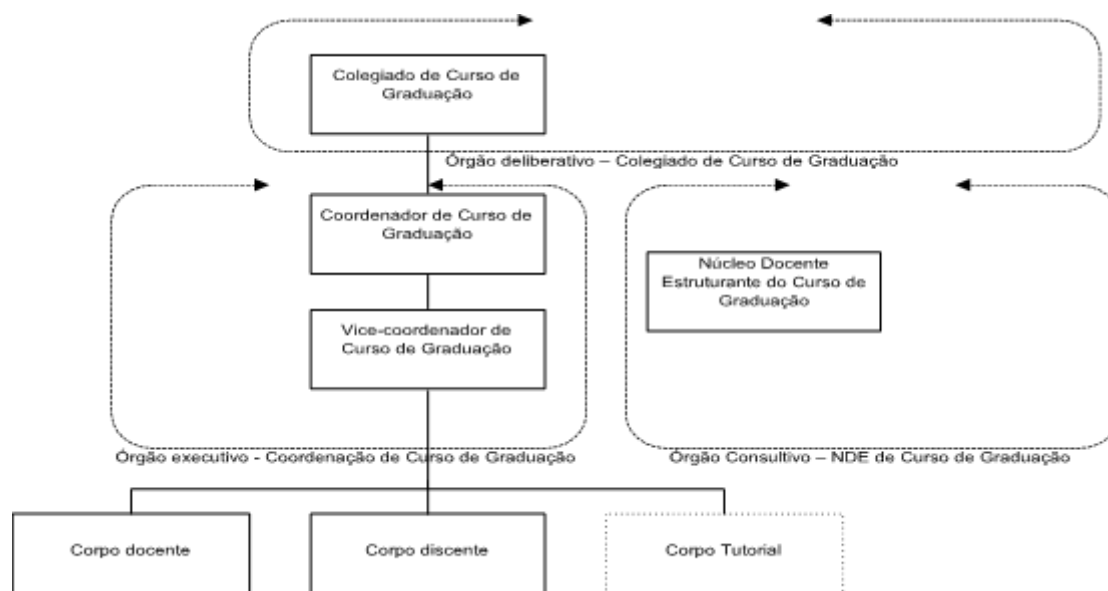 Colegiado de Curso de
Graduação
Órgão deliberativo – Colegiado de Curso de Graduação
Coordenador de Curso de
Graduação
Núcleo Docente
Estruturante do Curso de
Graduação
Vice-coordenador de
Curso de Graduação
Órgão executivo - Coordenação de Curso de Graduação
Órgão Consultivo – NDE de Curso de Graduação
Corpo docente
Corpo discente
Corpo Tutorial